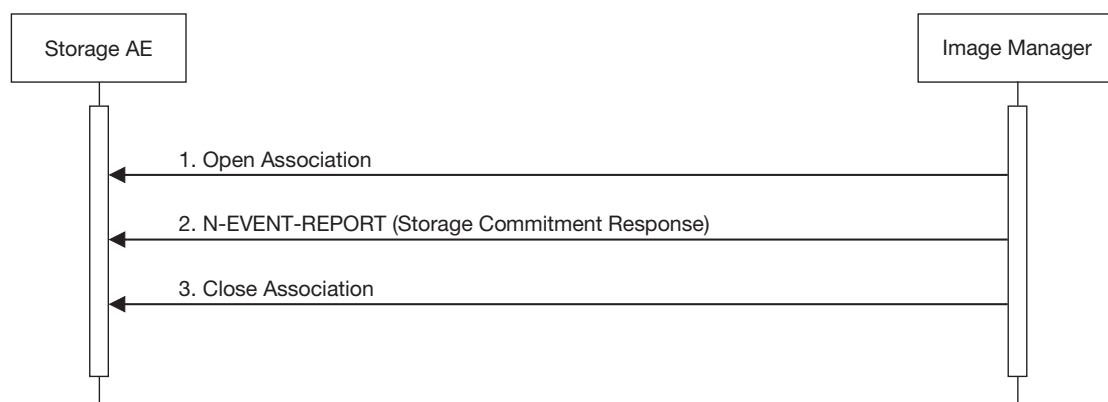 Storage AE
Image Manager
1. Open Association
2. N-EVENT-REPORT (Storage Commitment Response)
3. Close Association